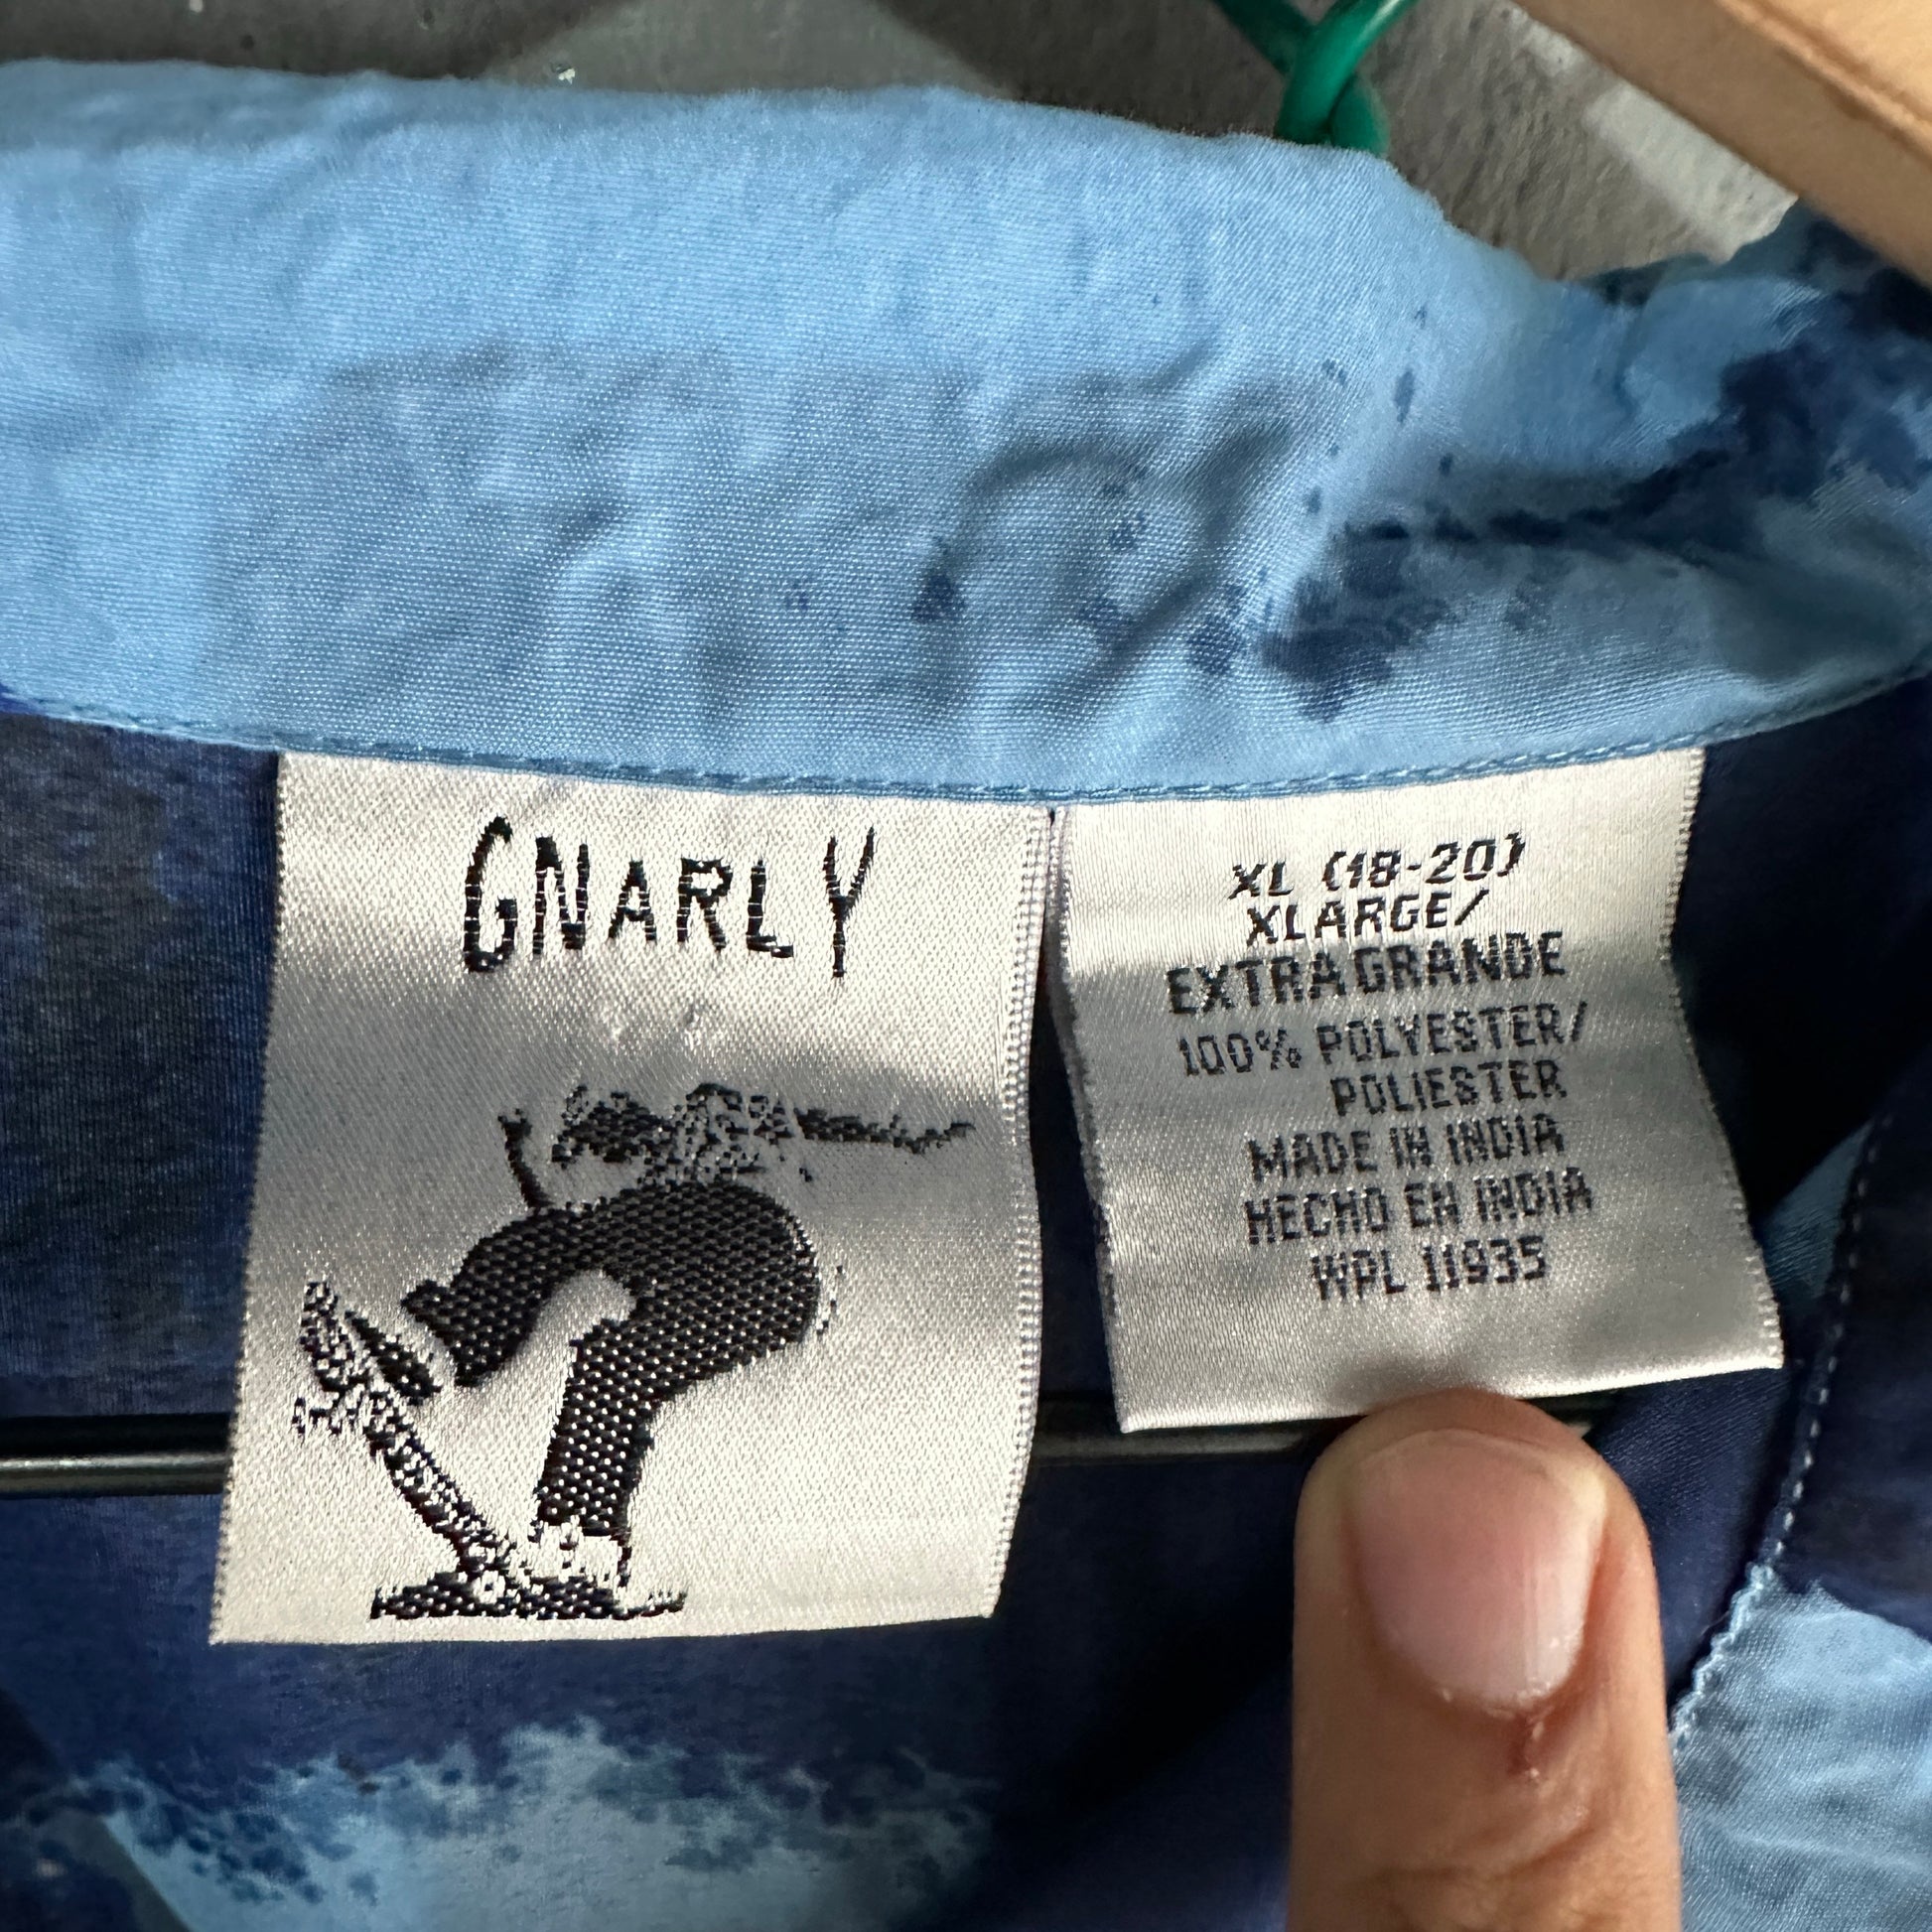 GNARLY
XL (18-20)
XLARGE/
EXTRA GRANDE
100% POLYESTER/
POLIESTER
MADE IN INDIA
HECHO EN INDIA
WPL 11935